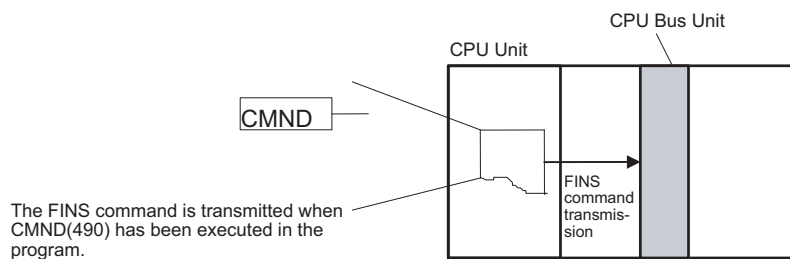 CPU Bus Unit
CPU Unit
CMND
FINS
command
transmis-
sion
The FINS command is transmitted when
CMND(490) has been executed in the
program.